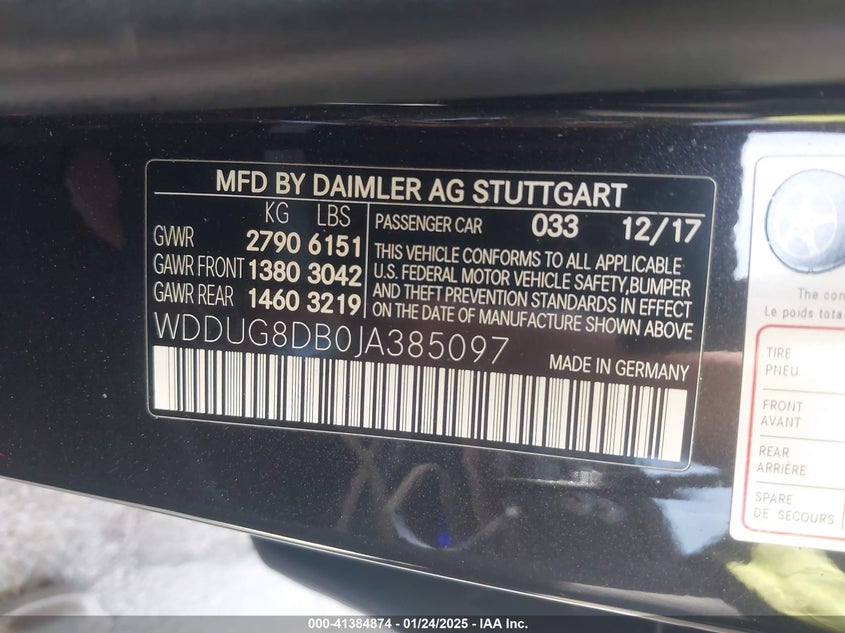 MFD BY DAIMLER AG STUTTGART
KG LBS
GVWR 2790 6151
GAWR FRONT 1380 3042
GAWR REAR 1460 3219
PASSENGER CAR 033 12/17
THIS VEHICLE CONFORMS TO ALL APPLICABLE
U.S. FEDERAL MOTOR VEHICLE SAFETY, BUMPER
AND THEFT PREVENTION STANDARDS IN EFFECT
ON THE DATE OF MANUFACTURE SHOWN ABOVE
WDDUG8DB0JA385097
MADE IN GERMANY
The
Le poids
TIRE
PNEU
FRONT
AVANT
REAR
ARRIÈRE
SPARE
DE SECOURS
000-41384874 - 01/24/2025 - IAA Inc.